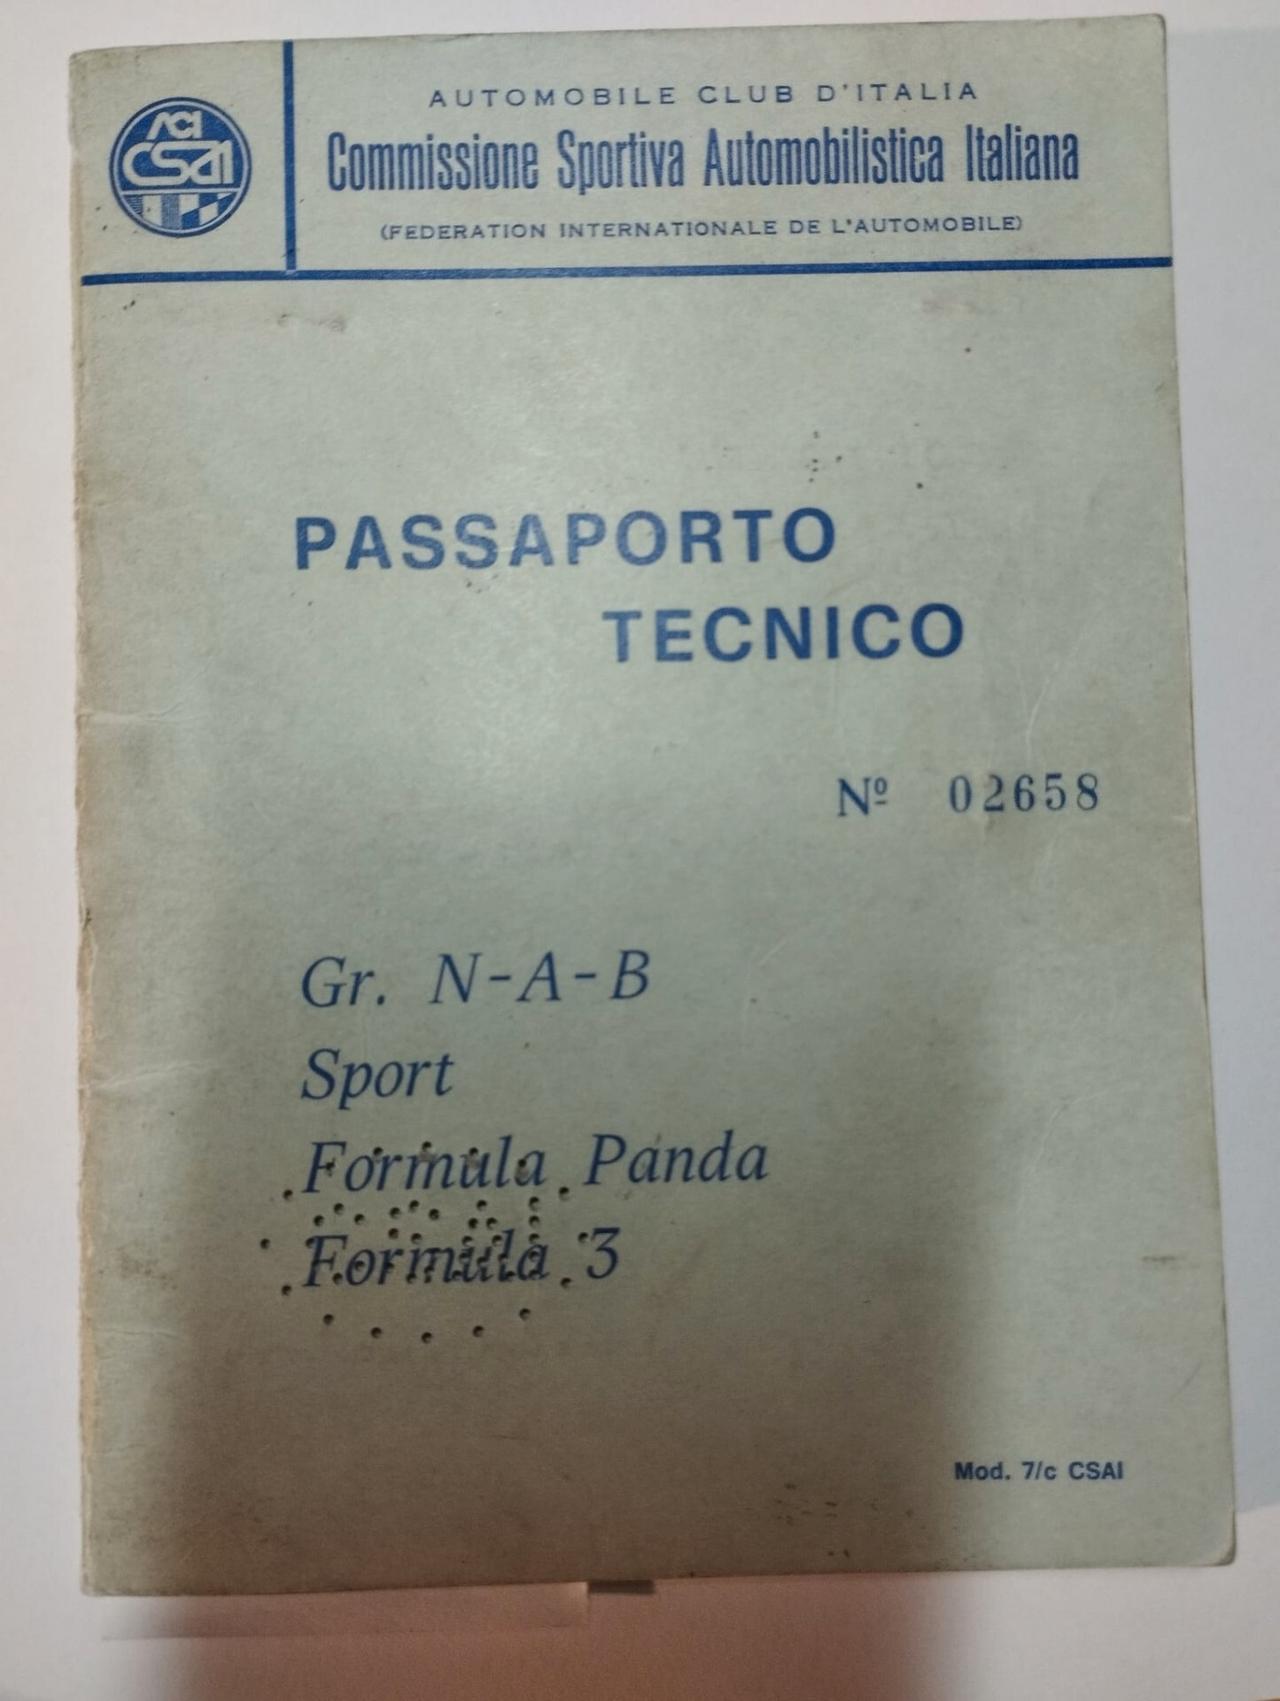 ACI
CSAI
AUTOMOBILE CLUB D'ITALIA
Commissione Sportiva Automobilistica Italiana
(FEDERATION INTERNATIONALE DE L'AUTOMOBILE)
PASSAPORTO
TECNICO
Nº 02658
Gr. N-A-B
Sport
Formula Panda
Formula 3
Mod. 7/c CSAI